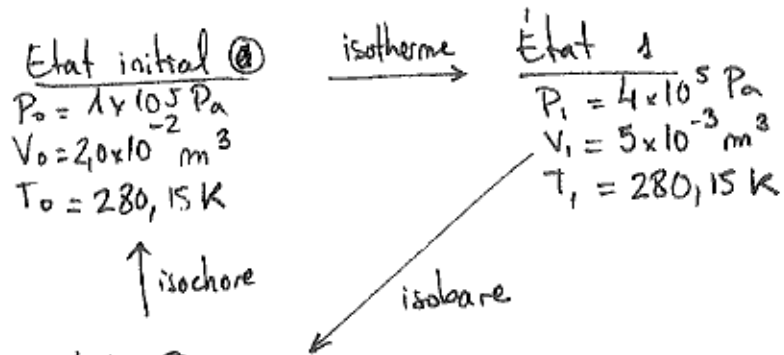 Etat initial ⓪
isotherme
État 1
P₀ = 1×10⁵ Pa
V₀ = 2,0×10⁻² m³
T₀ = 280,15 K
P₁ = 4×10⁵ Pa
V₁ = 5×10⁻³ m³
T₁ = 280,15 K
isochore
isobare